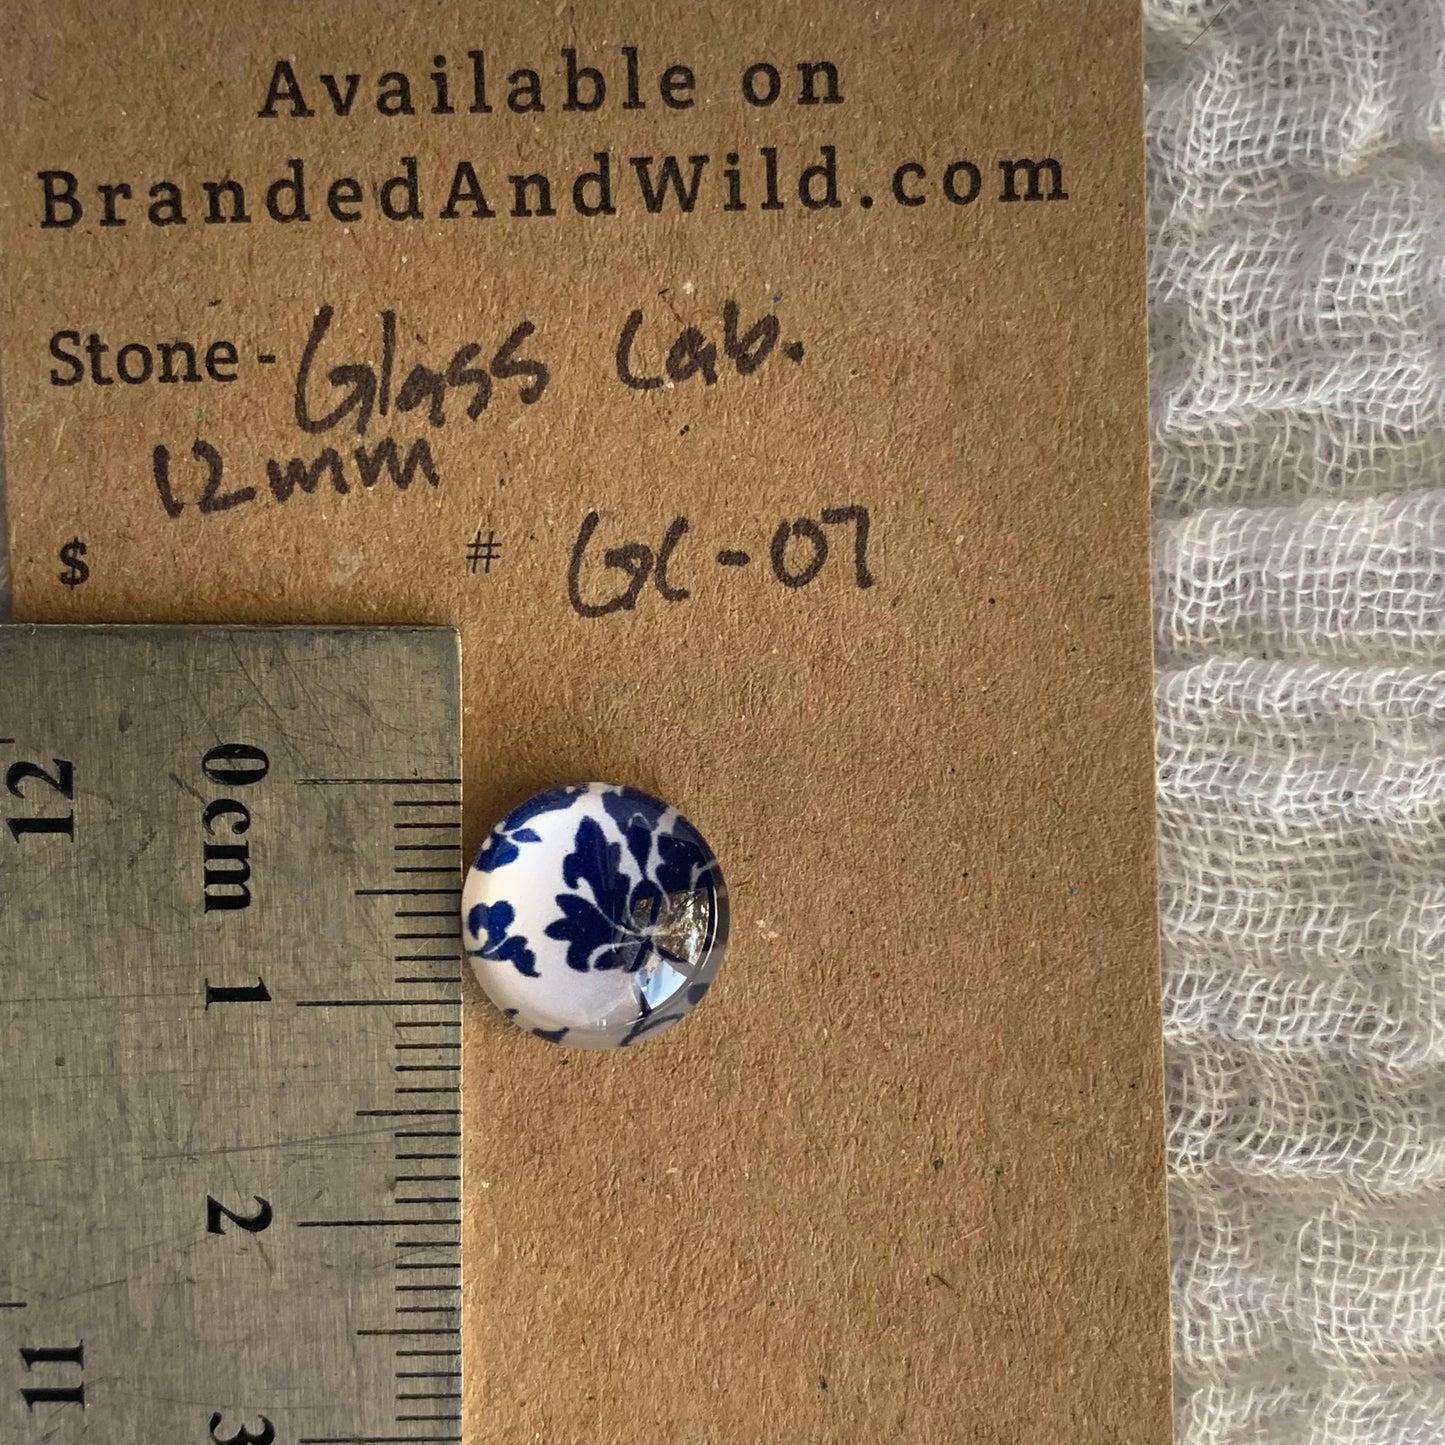 Available on
BrandedAndWild.com
Stone - Glass Cab.
12mm
$ # GC-07
12 0cm
1
2
11 3